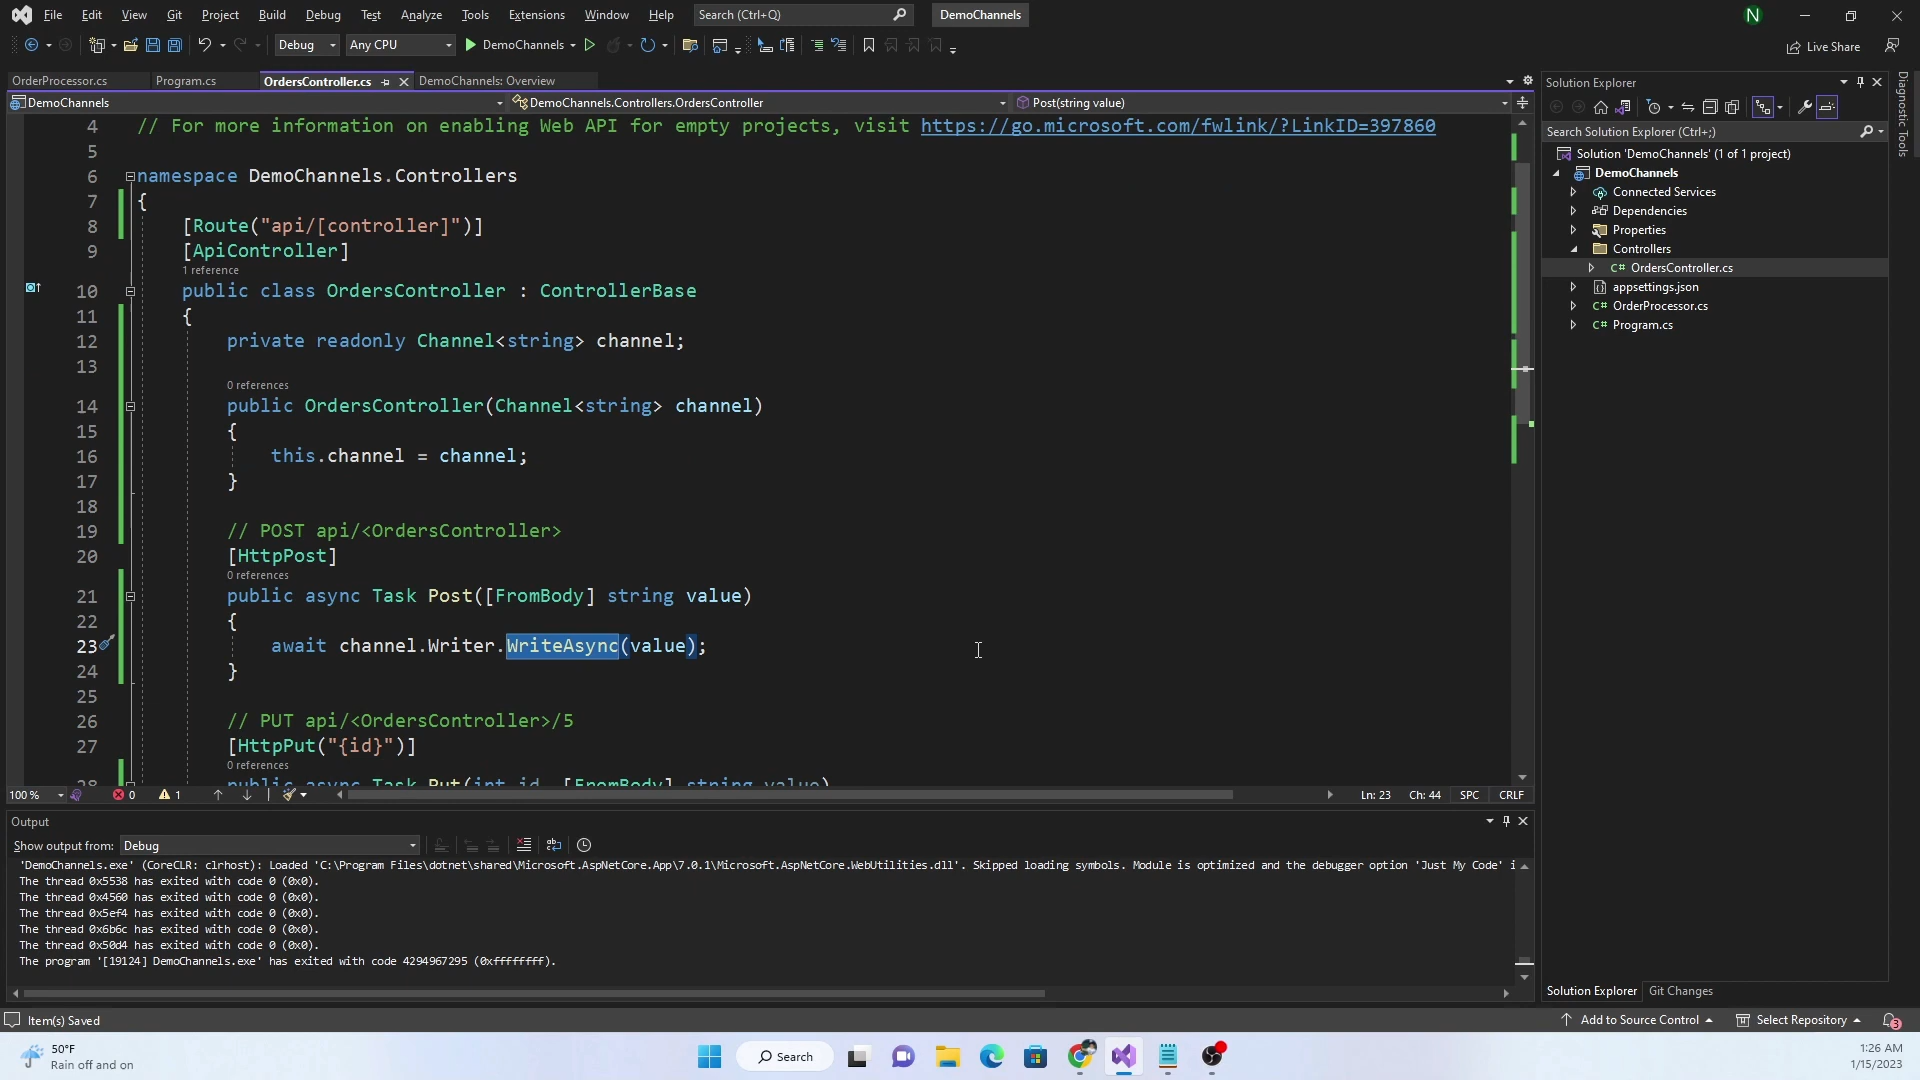 File Edit View Git Project Build Debug Test Analyze Tools Extensions Window Help Search (Ctrl+Q) DemoChannels N
Debug Any CPU DemoChannels Live Share
OrderProcessor.cs Program.cs OrdersController.cs DemoChannels: Overview
DemoChannels DemoChannels.Controllers.OrdersController Post(string value)
4 // For more information on enabling Web API for empty projects, visit https://go.microsoft.com/fwlink/?LinkID=397860
5
6 namespace DemoChannels.Controllers
7 {
8 [Route("api/[controller]")]
9 [ApiController]
1 reference
10 public class OrdersController : ControllerBase
11 {
12 private readonly Channel<string> channel;
13
0 references
14 public OrdersController(Channel<string> channel)
15 {
16 this.channel = channel;
17 }
18
19 // POST api/<OrdersController>
20 [HttpPost]
0 references
21 public async Task Post([FromBody] string value)
22 {
23 await channel.Writer.WriteAsync(value);
24 }
25
26 // PUT api/<OrdersController>/5
27 [HttpPut("{id}")]
0 references
28 public async Task Put(int id, [FromBody] string value)
100 % 0 1 Ln: 23 Ch: 44 SPC CRLF
Output
Show output from: Debug
'DemoChannels.exe' (CoreCLR: clrhost): Loaded 'C:\Program Files\dotnet\shared\Microsoft.AspNetCore.App\7.0.1\Microsoft.AspNetCore.WebUtilities.dll'. Skipped loading symbols. Module is optimized and the debugger option 'Just My Code' i
The thread 0x5538 has exited with code 0 (0x0).
The thread 0x4560 has exited with code 0 (0x0).
The thread 0x5ef4 has exited with code 0 (0x0).
The thread 0x6b6c has exited with code 0 (0x0).
The thread 0x50d4 has exited with code 0 (0x0).
The program '[19124] DemoChannels.exe' has exited with code 4294967295 (0xffffffff).
Solution Explorer
Search Solution Explorer (Ctrl+;)
Solution 'DemoChannels' (1 of 1 project)
DemoChannels
Connected Services
Dependencies
Properties
Controllers
C# OrdersController.cs
appsettings.json
C# OrderProcessor.cs
C# Program.cs
Solution Explorer Git Changes
Diagnostic Tools
Item(s) Saved Add to Source Control Select Repository 3
50°F
Rain off and on
Search
1:26 AM
1/15/2023